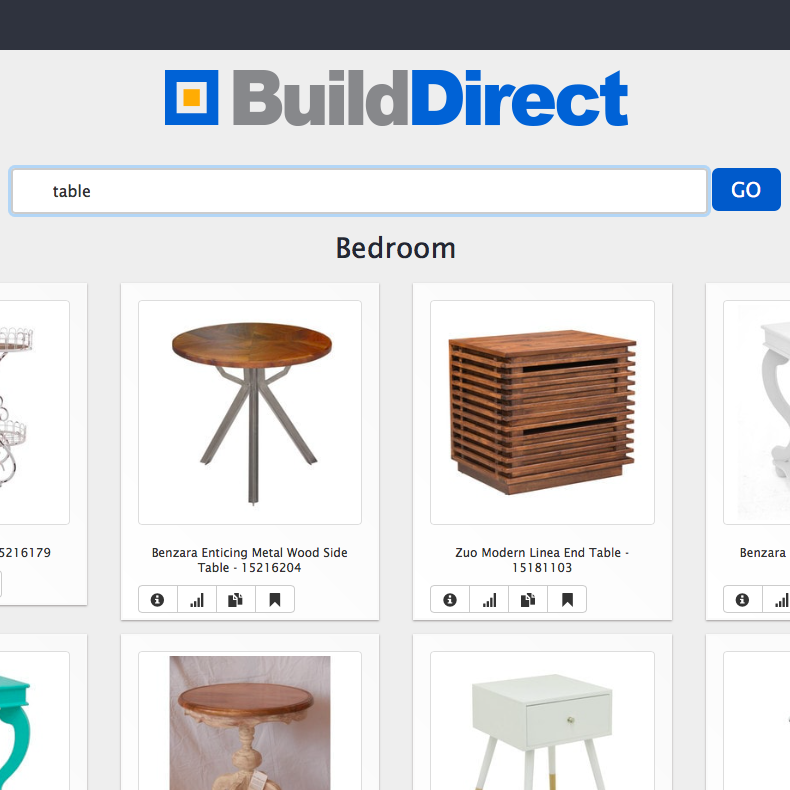 BuildDirect
table
GO
Bedroom
5216179
Benzara Enticing Metal Wood Side
Table - 15216204
Zuo Modern Linea End Table -
15181103
Benzara